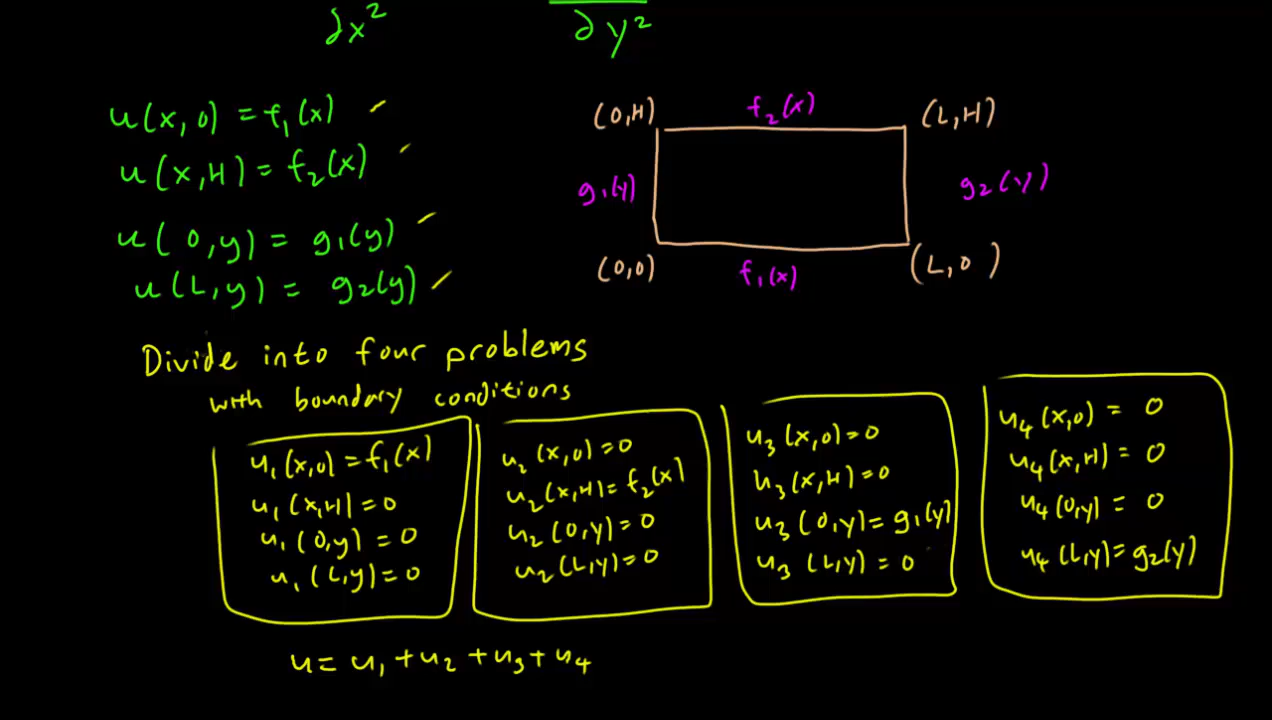 ∂x² ∂y²
u(x,0) = f₁(x)
u(x,H) = f₂(x)
u(0,y) = g₁(y)
u(L,y) = g₂(y)
(0,H) f₂(x) (L,H)
g₁(y) g₂(y)
(0,0) f₁(x) (L,0)
Divide into four problems
with boundary conditions
u₁(x,0) = f₁(x)
u₁(x,H) = 0
u₁(0,y) = 0
u₁(L,y) = 0
u₂(x,0) = 0
u₂(x,H) = f₂(x)
u₂(0,y) = 0
u₂(L,y) = 0
u₃(x,0) = 0
u₃(x,H) = 0
u₃(0,y) = g₁(y)
u₃(L,y) = 0
u₄(x,0) = 0
u₄(x,H) = 0
u₄(0,y) = 0
u₄(L,y) = g₂(y)
u = u₁ + u₂ + u₃ + u₄